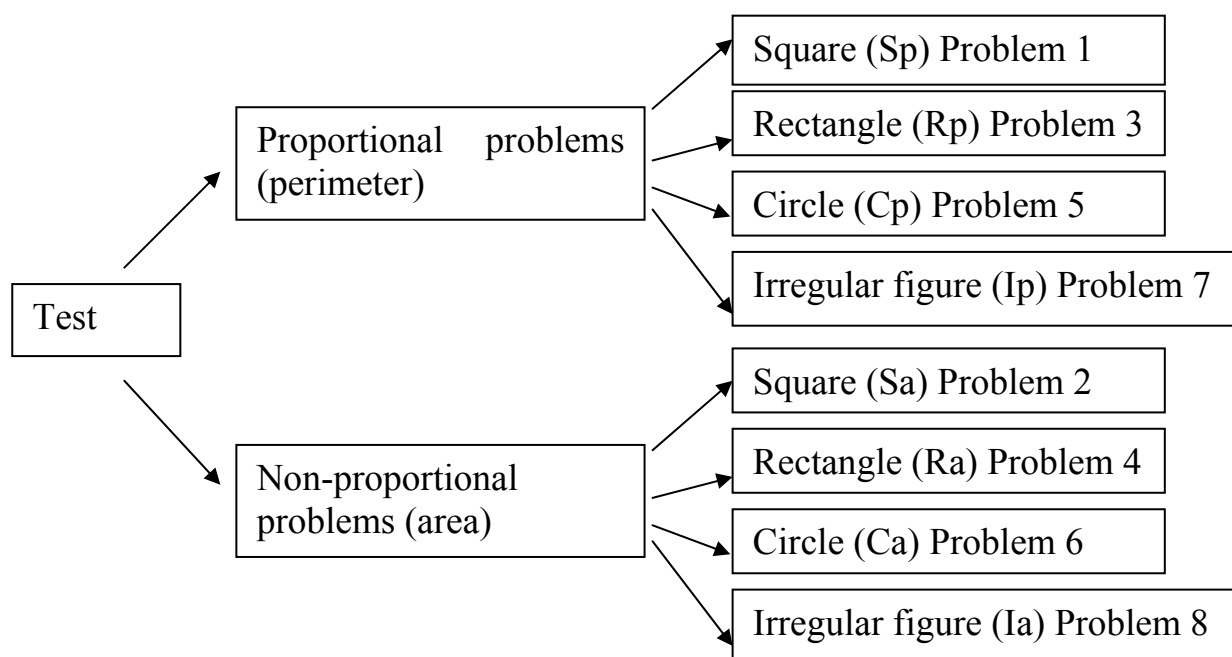 Test
Proportional problems
(perimeter)
Square (Sp) Problem 1
Rectangle (Rp) Problem 3
Circle (Cp) Problem 5
Irregular figure (Ip) Problem 7
Non-proportional
problems (area)
Square (Sa) Problem 2
Rectangle (Ra) Problem 4
Circle (Ca) Problem 6
Irregular figure (Ia) Problem 8